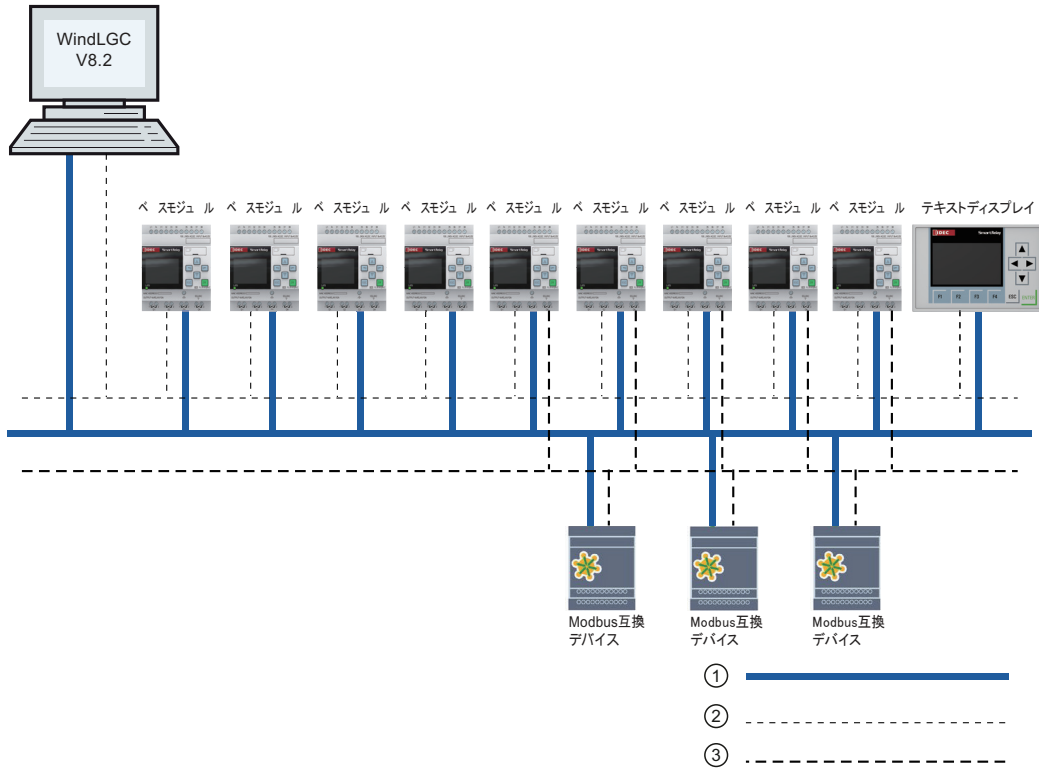 WindLGC
V8.2
ベ スモジュ ル ベ スモジュ ル ベ スモジュ ル ベ スモジュ ル ベ スモジュ ル ベ スモジュ ル ベ スモジュ ル ベ スモジュ ル ベ スモジュ ル テキストディスプレイ
IDEC SmartRelay
F1 F2 F3 F4 ESC ENTER
Modbus互換
デバイス
Modbus互換
デバイス
Modbus互換
デバイス
①
②
③